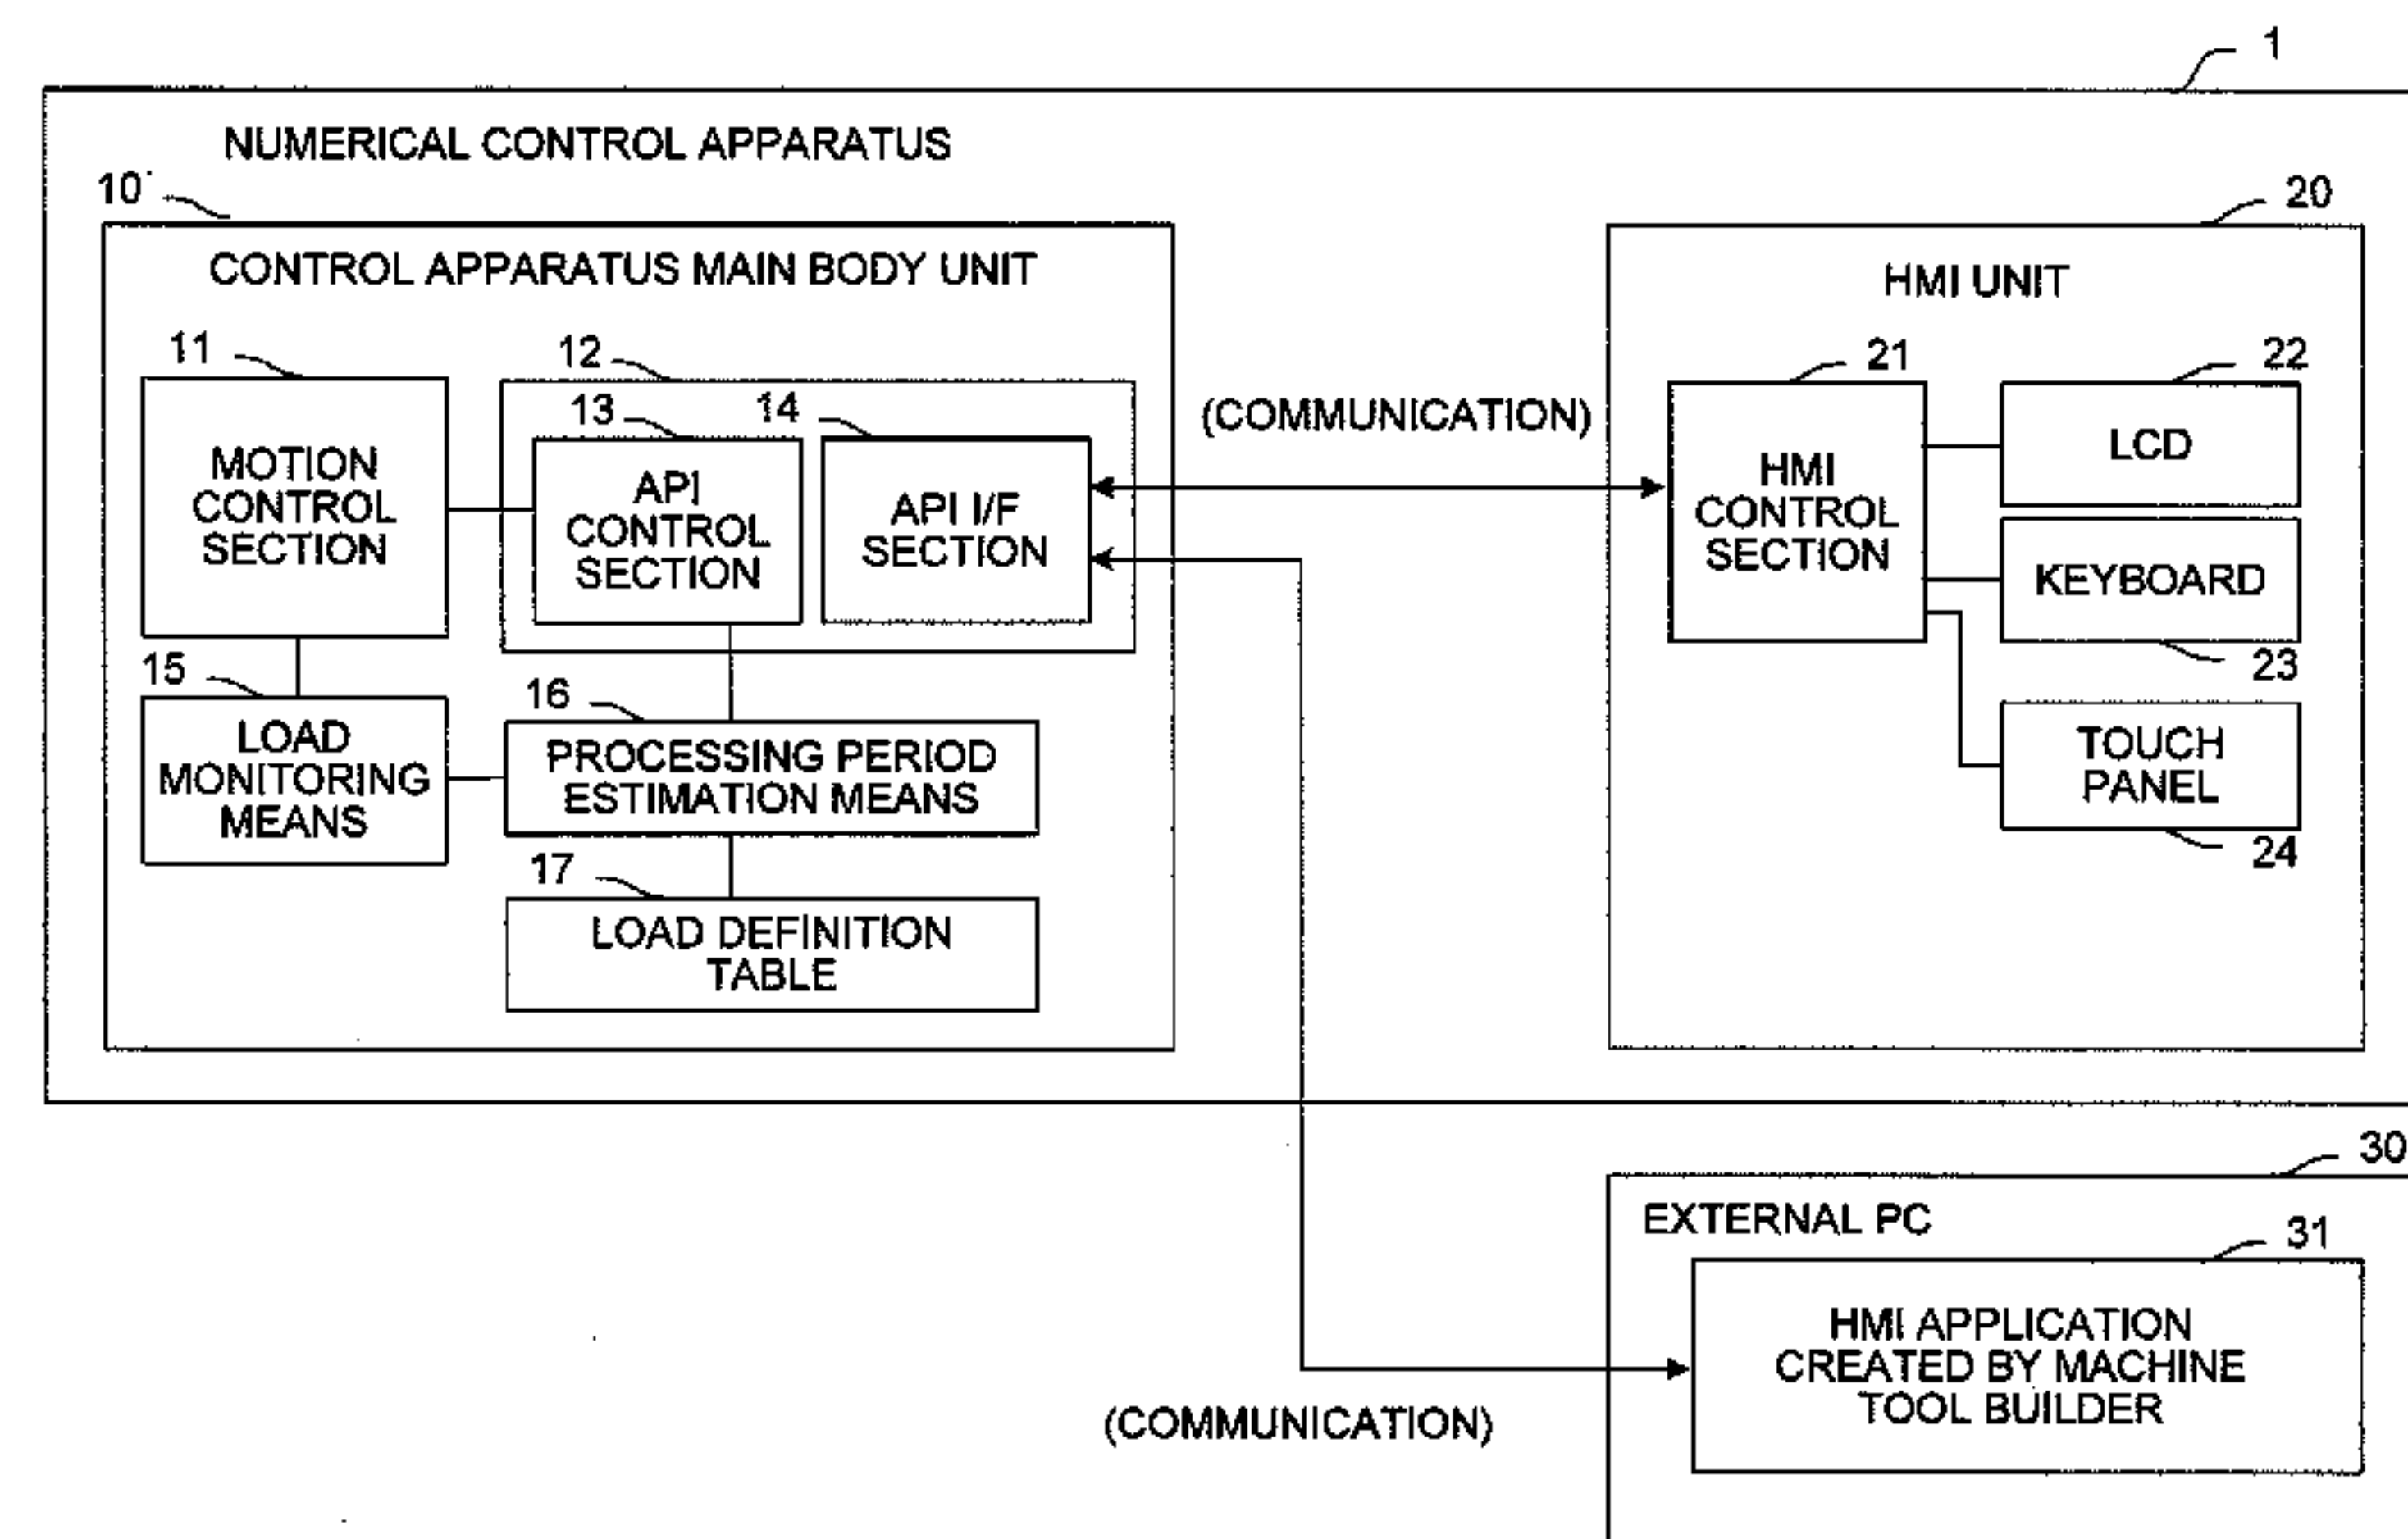 1
NUMERICAL CONTROL APPARATUS
10
20
CONTROL APPARATUS MAIN BODY UNIT
HMI UNIT
11
12
13
14
(COMMUNICATION)
21
22
MOTION
CONTROL
SECTION
API
CONTROL
SECTION
API I/F
SECTION
HMI
CONTROL
SECTION
LCD
KEYBOARD
23
15
16
LOAD
MONITORING
MEANS
PROCESSING PERIOD
ESTIMATION MEANS
TOUCH
PANEL
24
17
LOAD DEFINITION
TABLE
30
EXTERNAL PC
31
HMI APPLICATION
CREATED BY MACHINE
TOOL BUILDER
(COMMUNICATION)